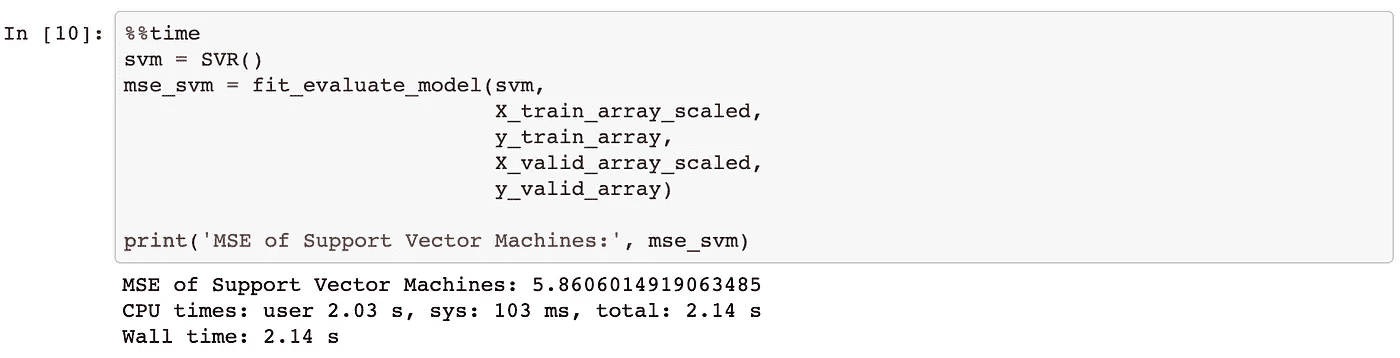 In [10]: %%time
svm = SVR()
mse_svm = fit_evaluate_model(svm,
X_train_array_scaled,
y_train_array,
X_valid_array_scaled,
y_valid_array)
print('MSE of Support Vector Machines:', mse_svm)
MSE of Support Vector Machines: 5.8606014919063485
CPU times: user 2.03 s, sys: 103 ms, total: 2.14 s
Wall time: 2.14 s